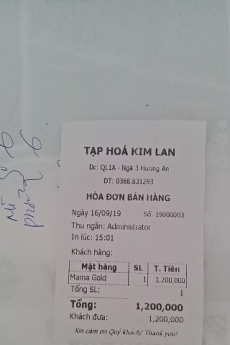 TẠP HOÁ KIM LAN
Đc: QL1A - Ngã 3 Hương An
ĐT: 0368.631293
HÓA ĐƠN BÁN HÀNG
Ngày 16/09/19 Số: 19000003
Thu ngân: Administrator
In lúc: 15:01
Khách hàng:
Mặt hàng SL T. Tiền
Mama Gold 1 1,200,000
Tổng SL: 1
Tổng: 1,200,000
Khách đưa: 1,200,000
Xin cảm ơn Quý khách/ Thank you!
6